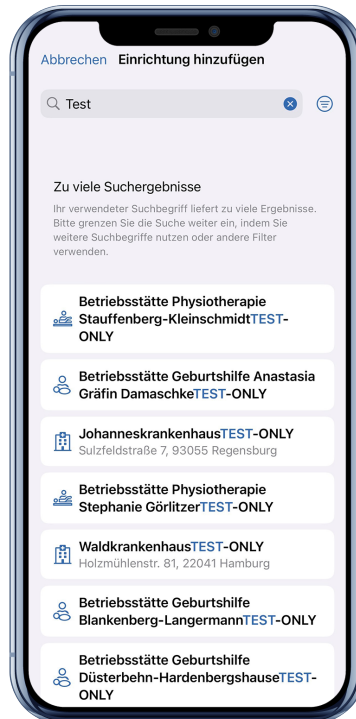 Abbrechen Einrichtung hinzufügen
Test
Zu viele Suchergebnisse
Ihr verwendeter Suchbegriff liefert zu viele Ergebnisse.
Bitte grenzen Sie die Suche weiter ein, indem Sie
weitere Suchbegriffe nutzen oder andere Filter
verwenden.
Betriebsstätte Physiotherapie
Stauffenberg-KleinschmidtTEST-
ONLY
Betriebsstätte Geburtshilfe Anastasia
Gräfin DamaschkeTEST-ONLY
JohanneskrankenhausTEST-ONLY
Sulzfeldstraße 7, 93055 Regensburg
Betriebsstätte Physiotherapie
Stephanie GörlitzerTEST-ONLY
WaldkrankenhausTEST-ONLY
Holzmühlenstr. 81, 22041 Hamburg
Betriebsstätte Geburtshilfe
Blankenberg-LangermannTEST-ONLY
Betriebsstätte Geburtshilfe
Düsterbehn-HardenbergshauseTEST-
ONLY